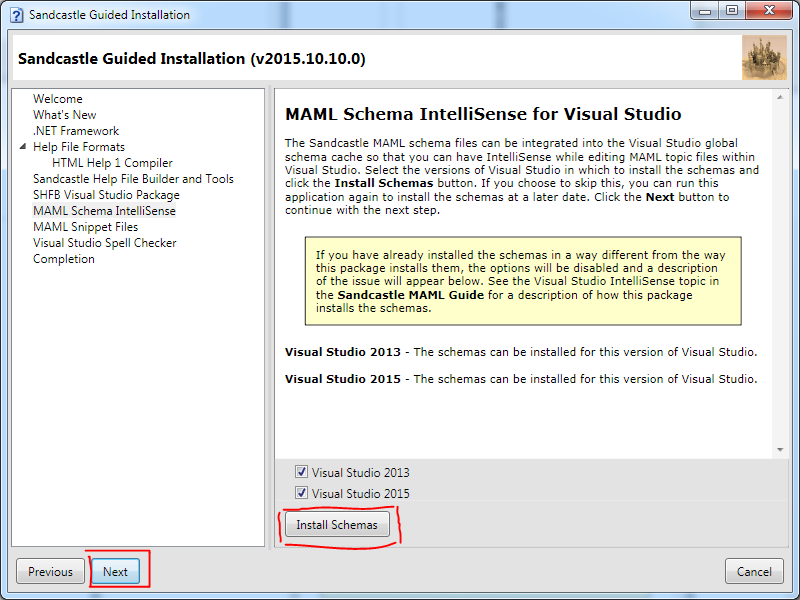 Sandcastle Guided Installation
Sandcastle Guided Installation (v2015.10.10.0)
Welcome
What's New
.NET Framework
Help File Formats
HTML Help 1 Compiler
Sandcastle Help File Builder and Tools
SHFB Visual Studio Package
MAML Schema IntelliSense
MAML Snippet Files
Visual Studio Spell Checker
Completion
MAML Schema IntelliSense for Visual Studio
The Sandcastle MAML schema files can be integrated into the Visual Studio global
schema cache so that you can have IntelliSense while editing MAML topic files within
Visual Studio. Select the versions of Visual Studio in which to install the schemas and
click the Install Schemas button. If you choose to skip this, you can run this
application again to install the schemas at a later date. Click the Next button to
continue with the next step.
If you have already installed the schemas in a way different from the way
this package installs them, the options will be disabled and a description
of the issue will appear below. See the Visual Studio IntelliSense topic in
the Sandcastle MAML Guide for a description of how this package
installs the schemas.
Visual Studio 2013 - The schemas can be installed for this version of Visual Studio.
Visual Studio 2015 - The schemas can be installed for this version of Visual Studio.
Visual Studio 2013
Visual Studio 2015
Install Schemas
Previous
Next
Cancel